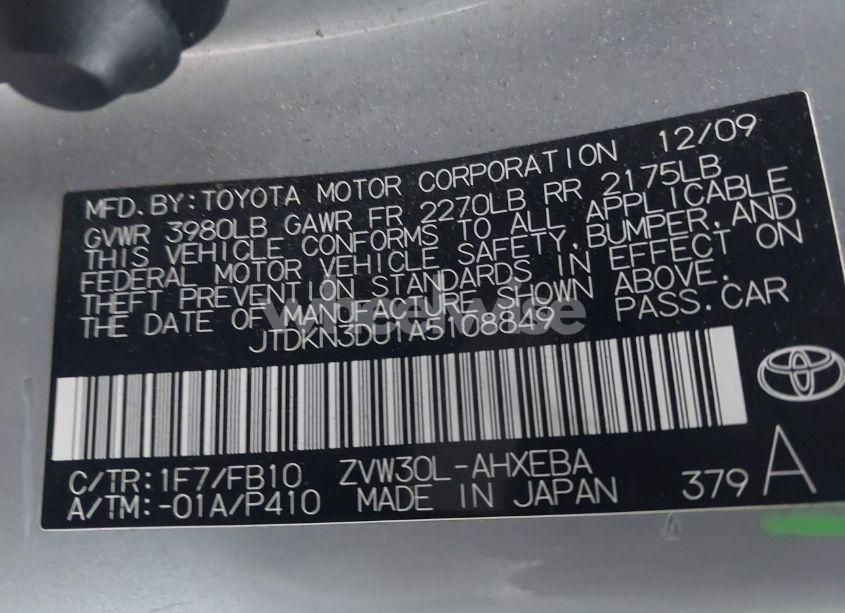 MFD.BY:TOYOTA MOTOR CORPORATION 12/09
GVWR 3980LB GAWR FR 2270LB RR 2175LB
THIS VEHICLE CONFORMS TO ALL APPLICABLE
FEDERAL MOTOR VEHICLE SAFETY,BUMPER,AND
THEFT PREVENTION STANDARDS IN EFFECT ON
THE DATE OF MANUFACTURE SHOWN ABOVE.
JTDKN3DU1A5108849 PASS.CAR
C/TR:1F7/FB10 ZVW30L-AHXEBA
A/TM:-01A/P410 MADE IN JAPAN 379 A